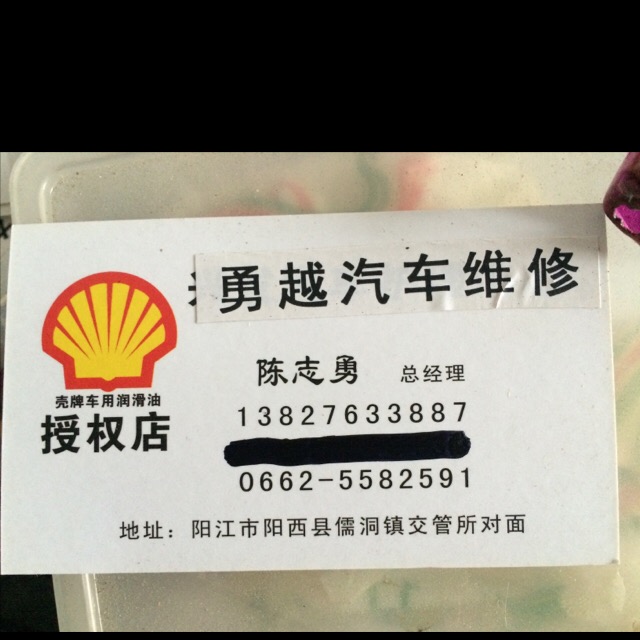 勇越汽车维修
陈志勇 总经理
壳牌车用润滑油
授权店
13827633887
0662-5582591
地址：阳江市阳西县儒洞镇交管所对面